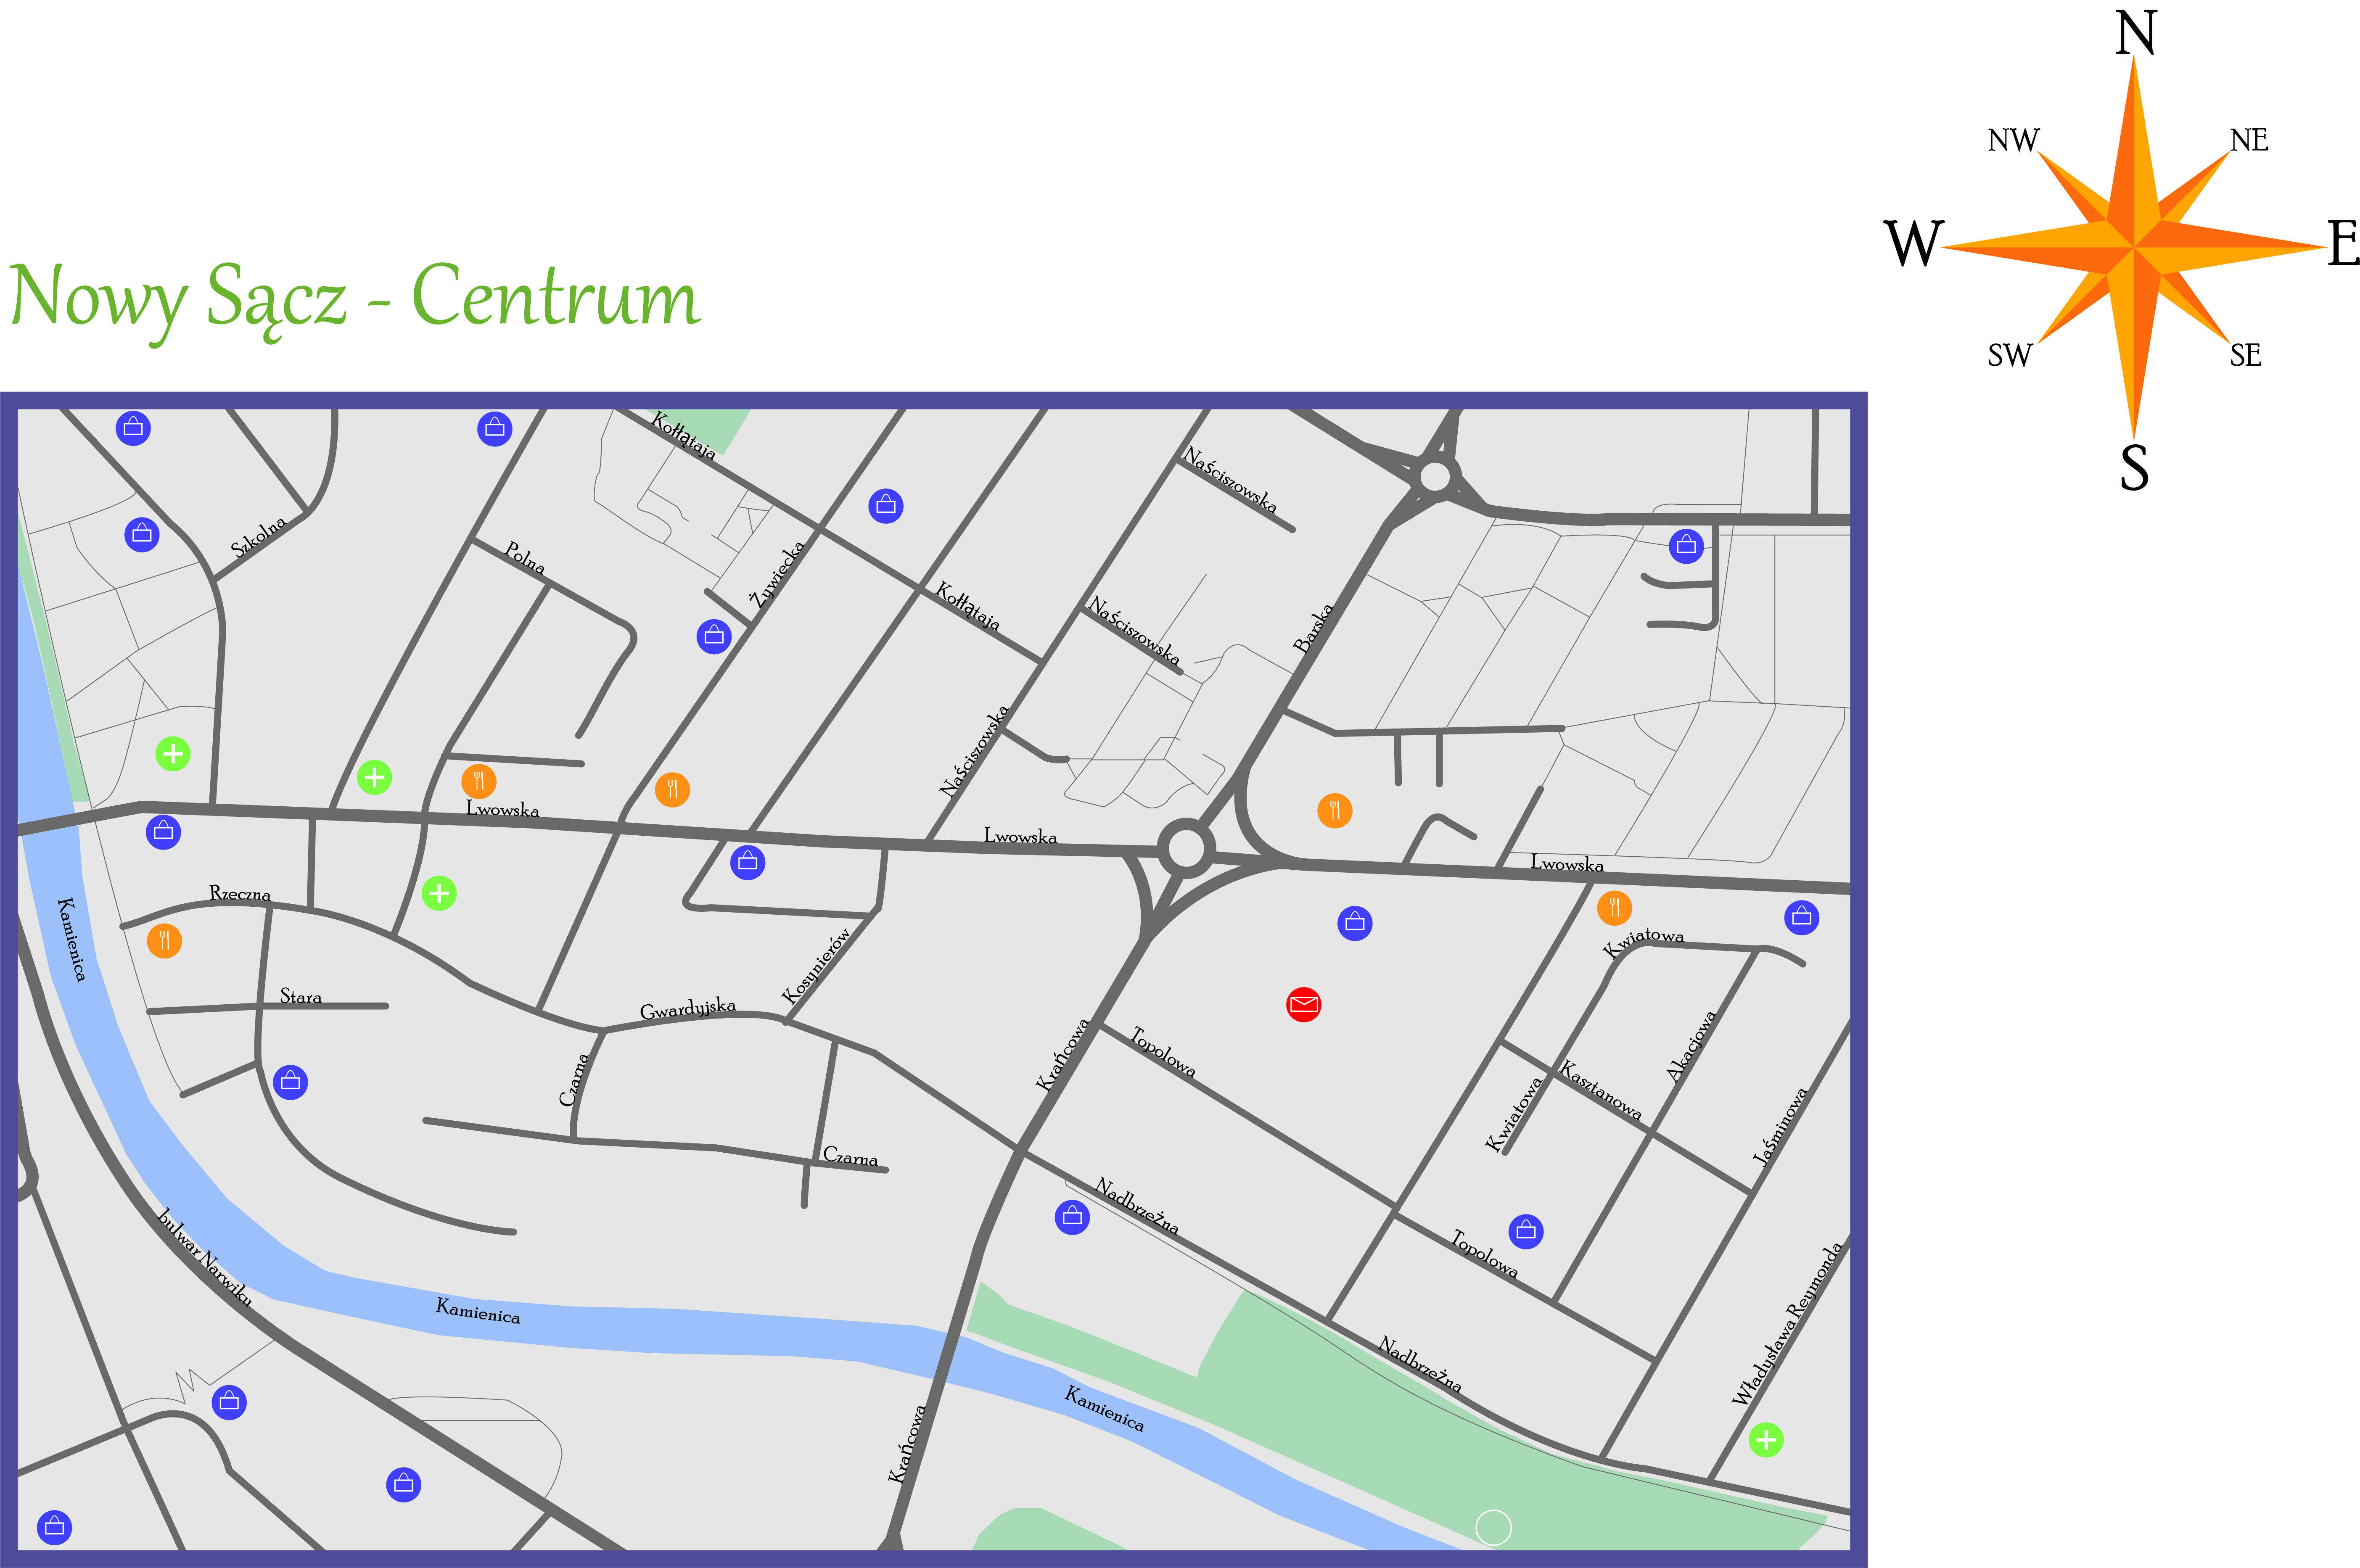 N
NW
NE
W
E
SW
SE
S
Nowy Sącz - Centrum
Kołłątaja
Naściszowska
Szkolna
Polna
Żywiecka
Kołłątaja
Naściszowska
Barska
Naściszowska
Lwowska
Lwowska
Lwowska
Rzeczna
Kamienica
Kosynierów
Kwiatowa
Stara
Gwardyjska
Czarna
Krańcowa
Topolowa
Kwiatowa
Kasztanowa
Akacjowa
Jaśminowa
Czarna
Nadbrzeżna
bulwar Narwiku
Topolowa
Kamienica
Władysława Reymonda
Nadbrzeżna
Kamienica
Krańcowa